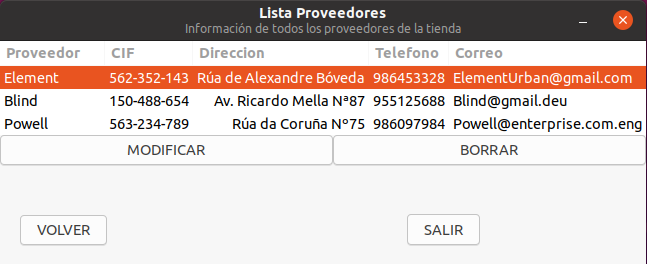 Lista Proveedores
Información de todos los proveedores de la tienda
Proveedor CIF Direccion Telefono Correo
Element 562-352-143 Rúa de Alexandre Bóveda 986453328 ElementUrban@gmail.com
Blind 150-488-654 Av. Ricardo Mella Nª87 955125688 Blind@gmail.deu
Powell 563-234-789 Rúa da Coruña Nº75 986097984 Powell@enterprise.com.eng
MODIFICAR BORRAR
VOLVER SALIR